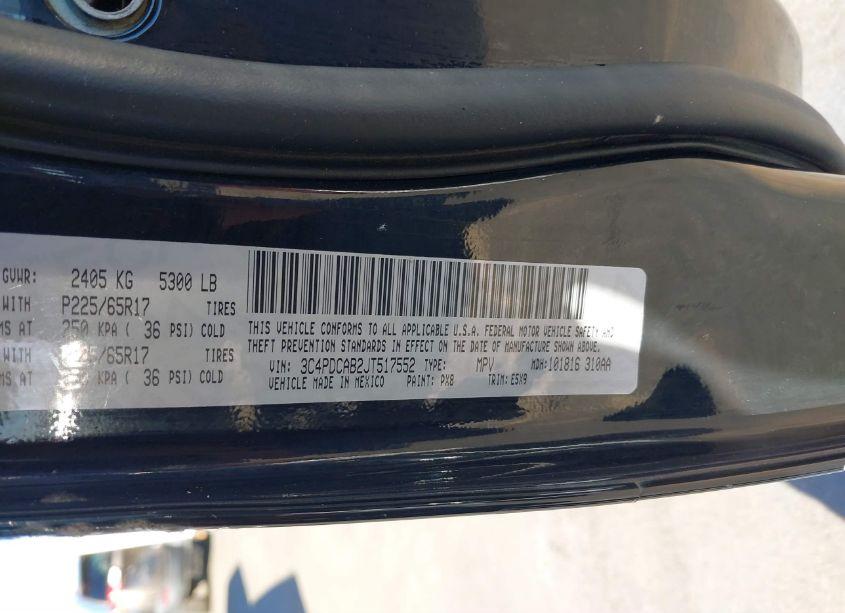 GVWR: 2405 KG 5300 LB
WITH P225/65R17 TIRES
MS AT 250 KPA ( 36 PSI) COLD
WITH P225/65R17 TIRES
MS AT KPA ( 36 PSI) COLD
THIS VEHICLE CONFORMS TO ALL APPLICABLE U.S.A. FEDERAL MOTOR VEHICLE SAFETY AND
THEFT PREVENTION STANDARDS IN EFFECT ON THE DATE OF MANUFACTURE SHOWN ABOVE.
VIN: 3C4PDCAB2JT517552 TYPE: MPV MDH:101816 310AA
VEHICLE MADE IN MEXICO PAINT: PX8 TRIM: E5X9